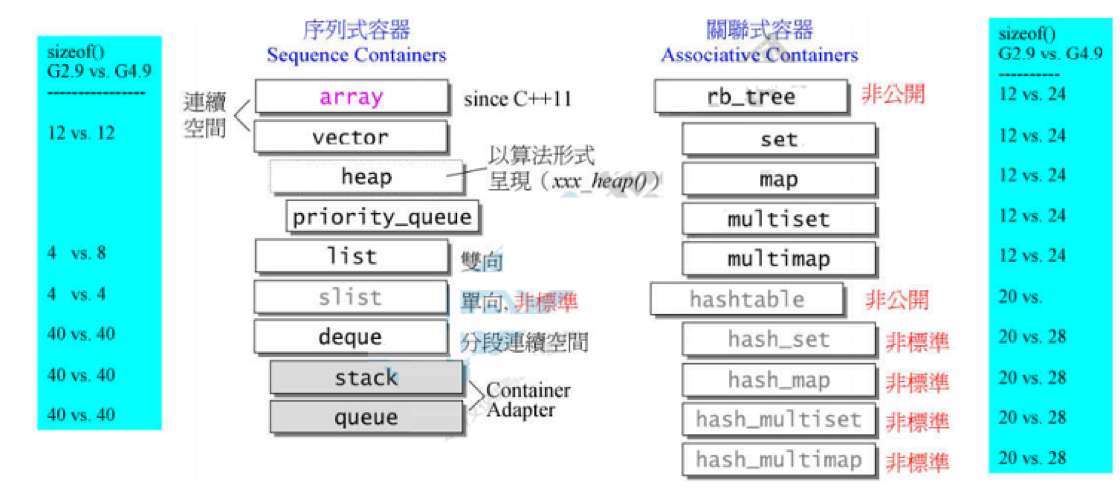 sizeof()
G2.9 vs. G4.9
----------------
12 vs. 12
4 vs. 8
4 vs. 4
40 vs. 40
40 vs. 40
40 vs. 40
序列式容器
Sequence Containers
連續
空間
array
since C++11
vector
heap
以算法形式
呈現（xxx_heap()）
priority_queue
list
雙向
slist
單向, 非標準
deque
分段連續空間
stack
queue
Container
Adapter
關聯式容器
Associative Containers
rb_tree
非公開
set
map
multiset
multimap
hashtable
非公開
hash_set
非標準
hash_map
非標準
hash_multiset
非標準
hash_multimap
非標準
sizeof()
G2.9 vs. G4.9
----------
12 vs. 24
12 vs. 24
12 vs. 24
12 vs. 24
12 vs. 24
20 vs.
20 vs. 28
20 vs. 28
20 vs. 28
20 vs. 28